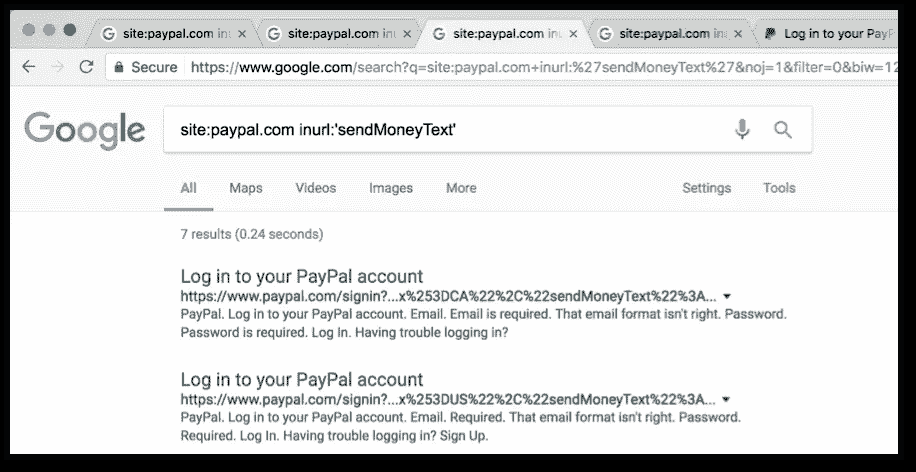 site:paypal.com in site:paypal.com in site:paypal.com in site:paypal.com in Log in to your PayP
Secure https://www.google.com/search?q=site:paypal.com+inurl:%27sendMoneyText%27&noj=1&filter=0&biw=12
Google site:paypal.com inurl:'sendMoneyText'
All Maps Videos Images More Settings Tools
7 results (0.24 seconds)
Log in to your PayPal account
https://www.paypal.com/signin?...x%253DCA%22%2C%22sendMoneyText%22%3A...
PayPal. Log in to your PayPal account. Email. Email is required. That email format isn't right. Password.
Password is required. Log In. Having trouble logging in?
Log in to your PayPal account
https://www.paypal.com/signin?...x%253DUS%22%2C%22sendMoneyText%22%3A...
PayPal. Log in to your PayPal account. Email. Required. That email format isn't right. Password.
Required. Log In. Having trouble logging in? Sign Up.